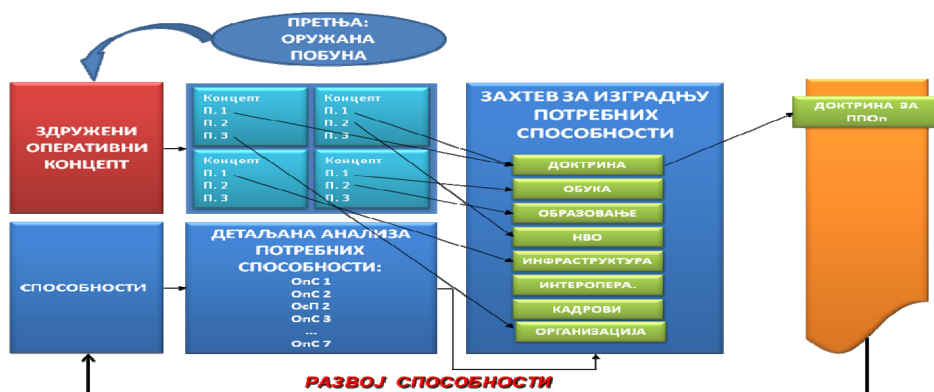 ПРЕТЊА:
ОРУЖАНА
ПОБУНА
ЗДРУЖЕНИ
ОПЕРАТИВНИ
КОНЦЕПТ
Концепт
П. 1
П. 2
П. 3
Концепт
П. 1
П. 2
П. 3
Концепт
П. 1
П. 2
П. 3
Концепт
П. 1
П. 2
П. 3
ЗАХТЕВ ЗА ИЗГРАДЊУ
ПОТРЕБНИХ
СПОСОБНОСТИ
ДОКТРИНА
ОБУКА
ОБРАЗОВАЊЕ
НВО
ИНФРАСТРУКТУРА
ИНТЕРОПЕРА.
КАДРОВИ
ОРГАНИЗАЦИЈА
ДОКТРИНА ЗА
ППОп
СПОСОБНОСТИ
ДЕТАЉАНА АНАЛИЗА
ПОТРЕБНИХ
СПОСОБНОСТИ:
ОпС 1
ОпС 2
ОсП 2
ОпС 3
...
ОпС 7
РАЗВОЈ СПОСОБНОСТИ